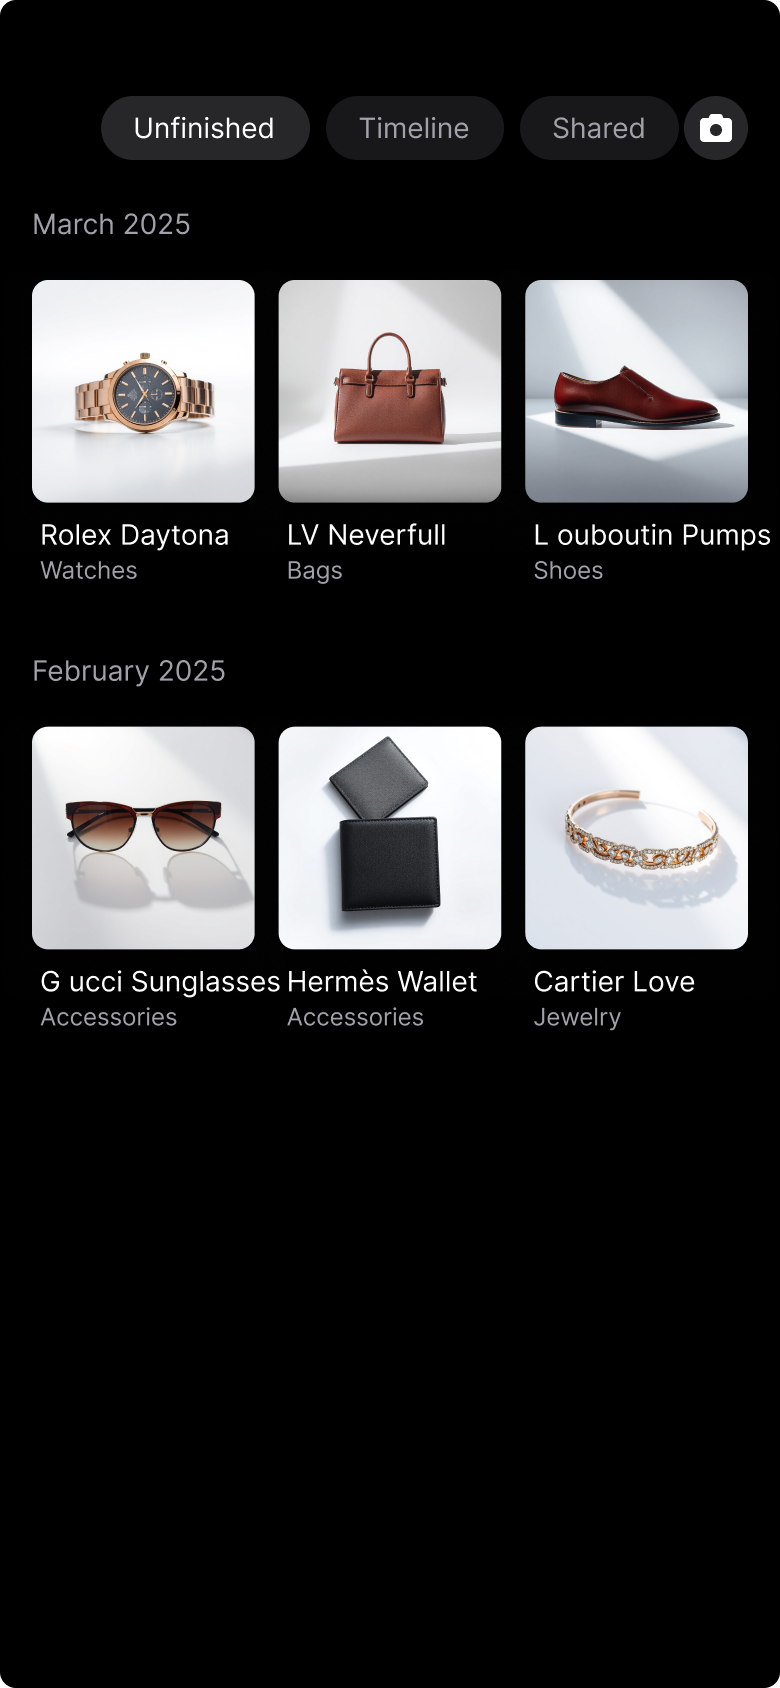 Unfinished Timeline Shared
March 2025
Rolex Daytona LV Neverfull L ouboutin Pumps
Watches Bags Shoes
February 2025
G ucci Sunglasses Hermès Wallet Cartier Love
Accessories Accessories Jewelry